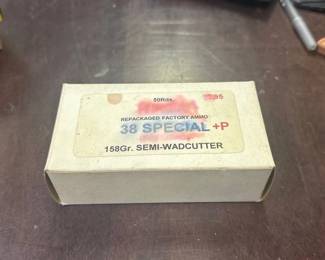 50Rds.
REPACKAGED FACTORY AMMO
38 SPECIAL +P
158Gr. SEMI-WADCUTTER